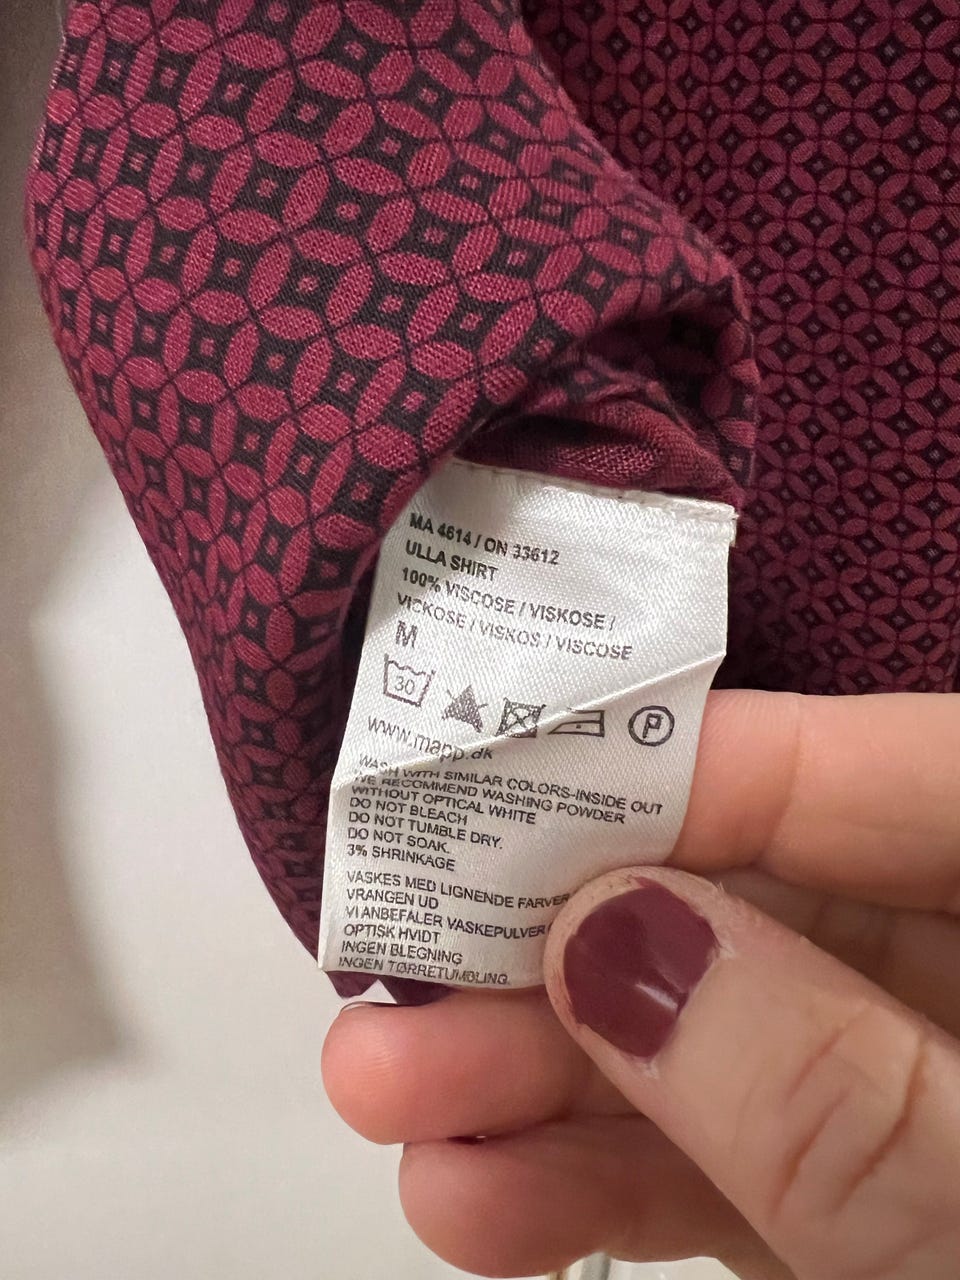 MA 4614 / ON 33612
ULLA SHIRT
100% VISCOSE / VISKOSE /
VICKOSE / VISKOS / VISCOSE
M
30 P
www.mapp.dk
WASH WITH SIMILAR COLORS-INSIDE OUT
WE RECOMMEND WASHING POWDER
WITHOUT OPTICAL WHITE
DO NOT BLEACH
DO NOT TUMBLE DRY.
DO NOT SOAK.
3% SHRINKAGE
VASKES MED LIGNENDE FARVER
VRANGEN UD
VI ANBEFALER VASKEPULVER
OPTISK HVIDT
INGEN BLEGNING
INGEN TØRRETUMBLING.